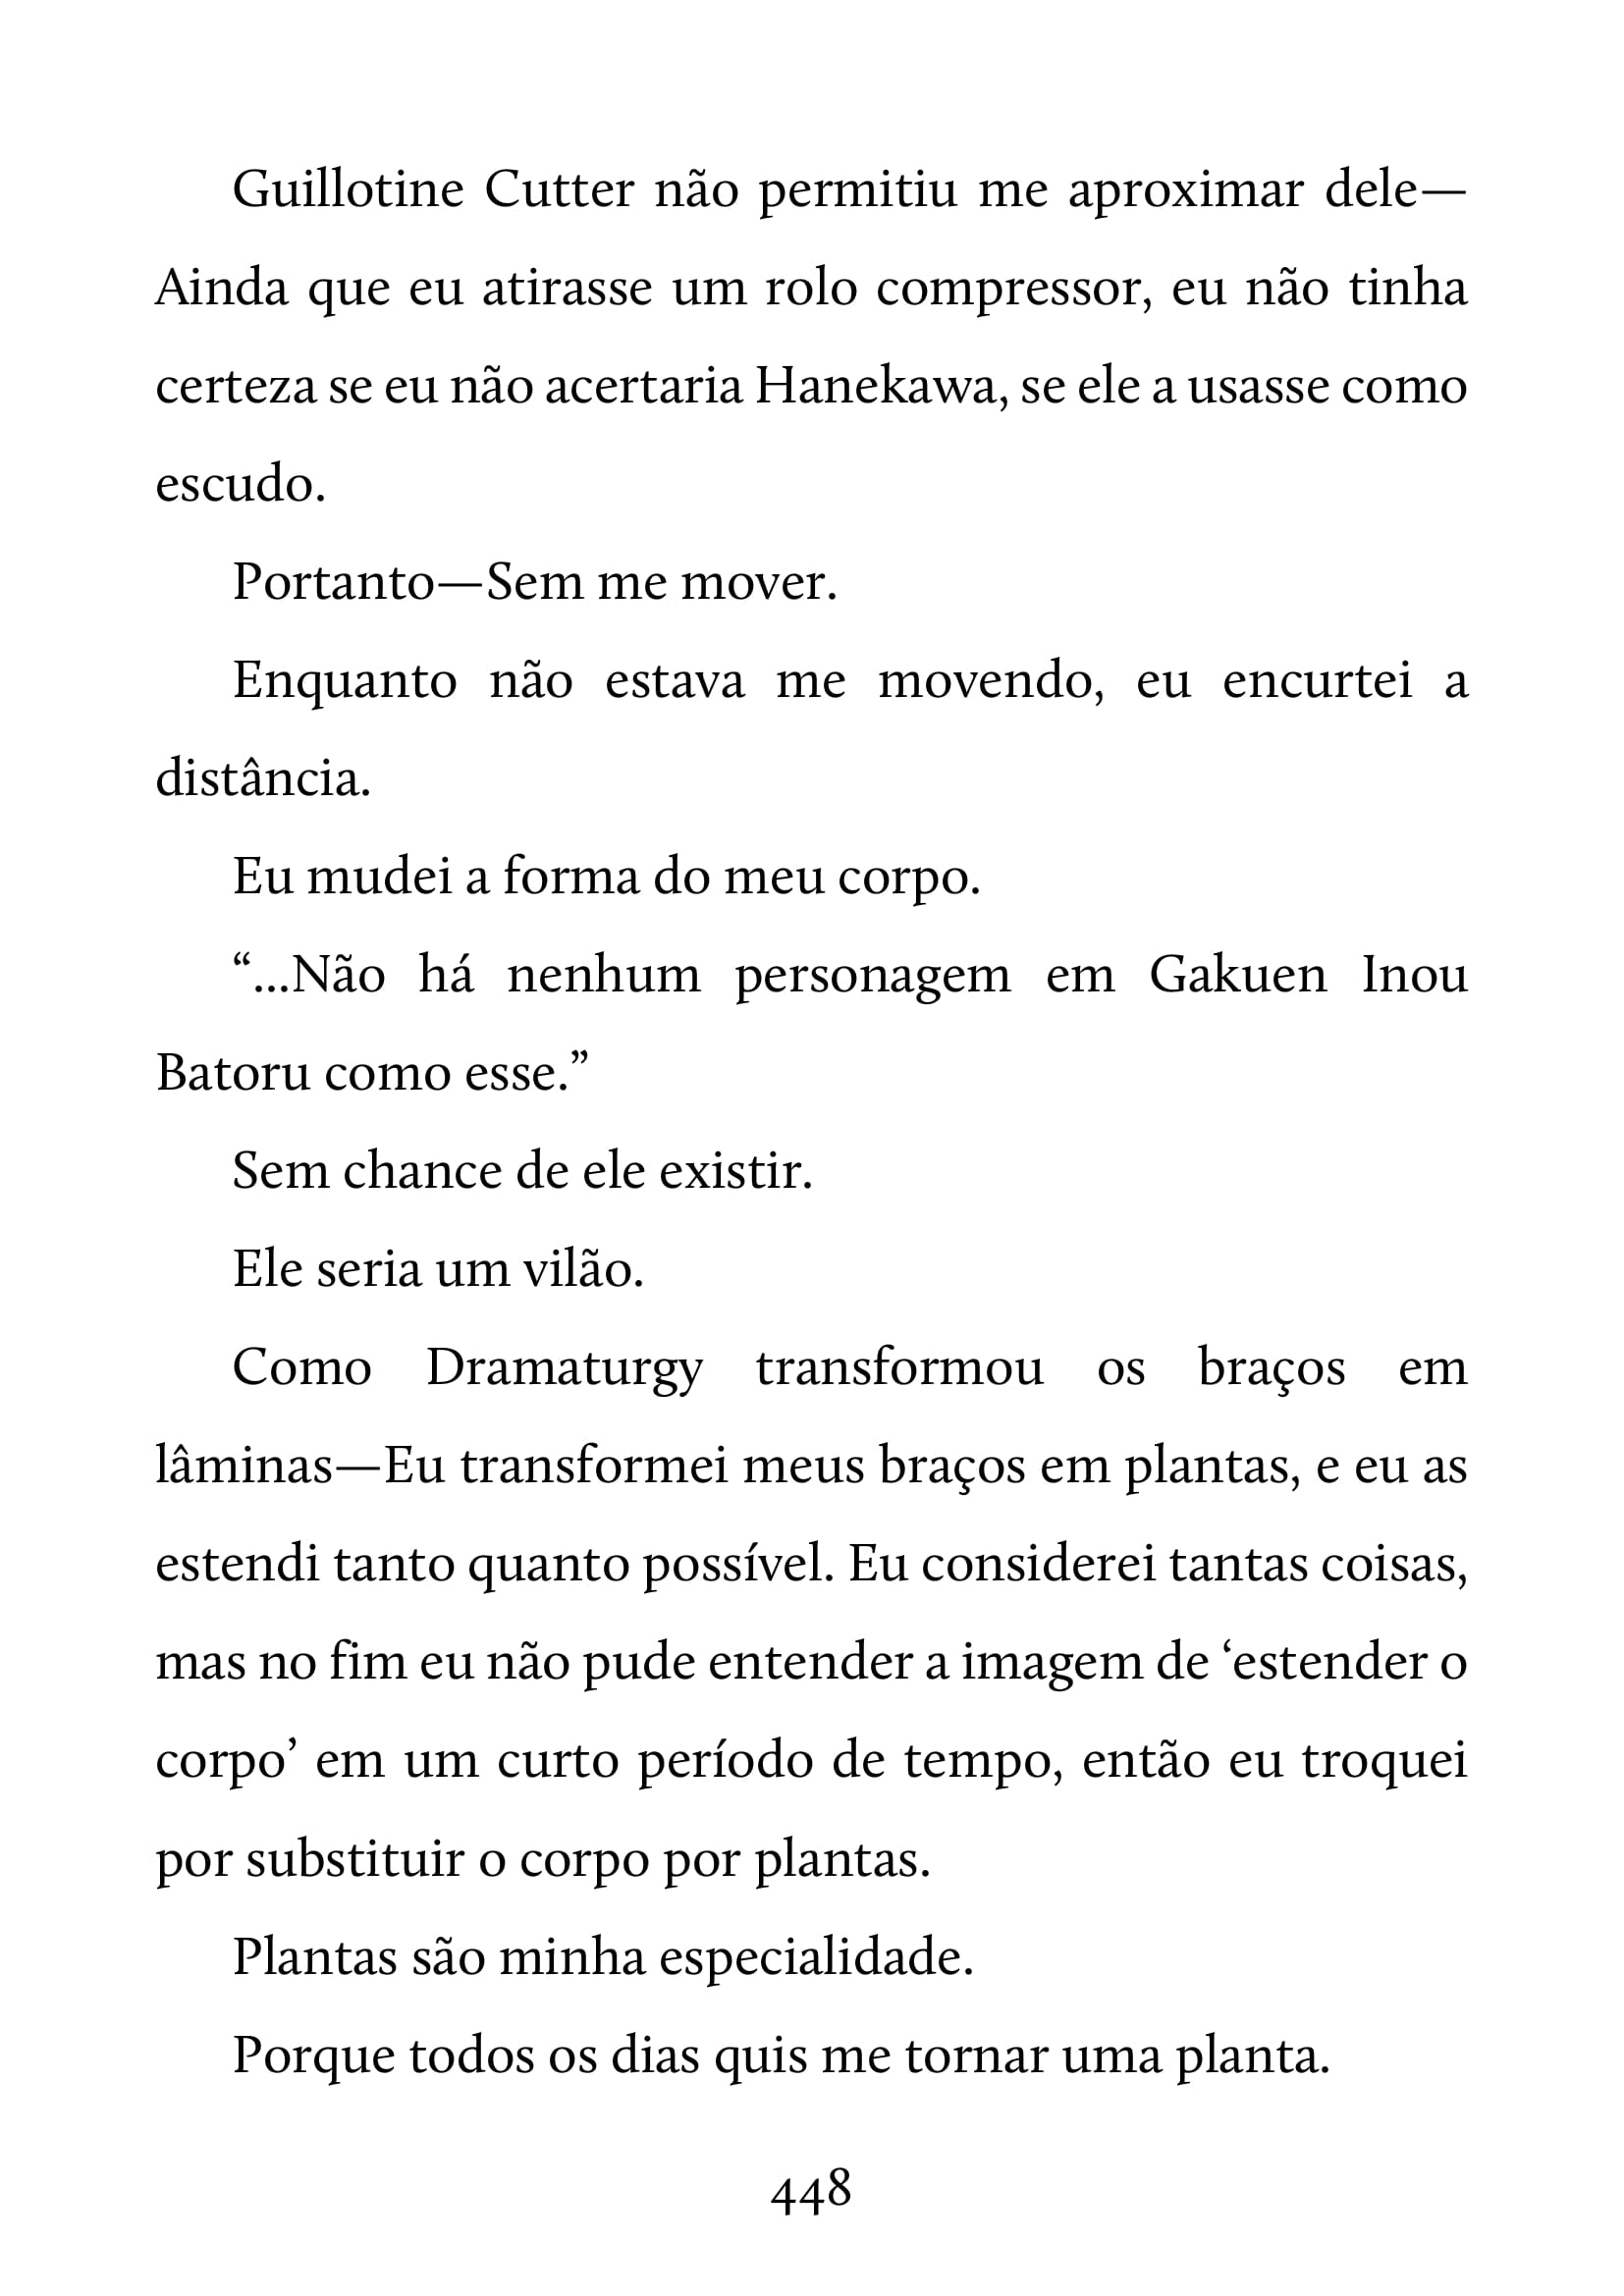 Guillotine Cutter não permitiu me aproximar dele—
Ainda que eu atirasse um rolo compressor, eu não tinha
certeza se eu não acertaria Hanekawa, se ele a usasse como
escudo.
Portanto—Sem me mover.
Enquanto não estava me movendo, eu encurtei a
distância.
Eu mudei a forma do meu corpo.
“...Não há nenhum personagem em Gakuen Inou
Batoru como esse.”
Sem chance de ele existir.
Ele seria um vilão.
Como Dramaturgy transformou os braços em
lâminas—Eu transformei meus braços em plantas, e eu as
estendi tanto quanto possível. Eu considerei tantas coisas,
mas no fim eu não pude entender a imagem de ‘estender o
corpo’ em um curto período de tempo, então eu troquei
por substituir o corpo por plantas.
Plantas são minha especialidade.
Porque todos os dias quis me tornar uma planta.
448